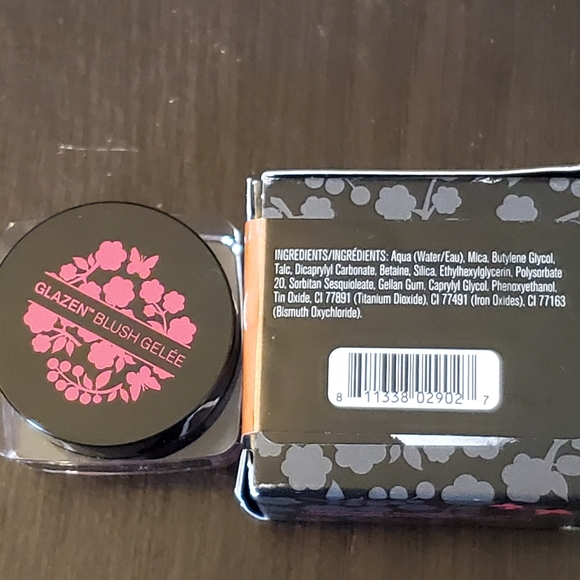 GLAZEN™ BLUSH GELÉE
INGREDIENTS/INGRÉDIENTS: Aqua (Water/Eau), Mica, Butylene Glycol,
Talc, Dicaprylyl Carbonate, Betaine, Silica, Ethylhexylglycerin, Polysorbate
20, Sorbitan Sesquioleate, Gellan Gum, Caprylyl Glycol, Phenoxyethanol,
Tin Oxide, CI 77891 (Titanium Dioxide), CI 77491 (Iron Oxides), CI 77163
(Bismuth Oxychloride).
8 11338 02902 7